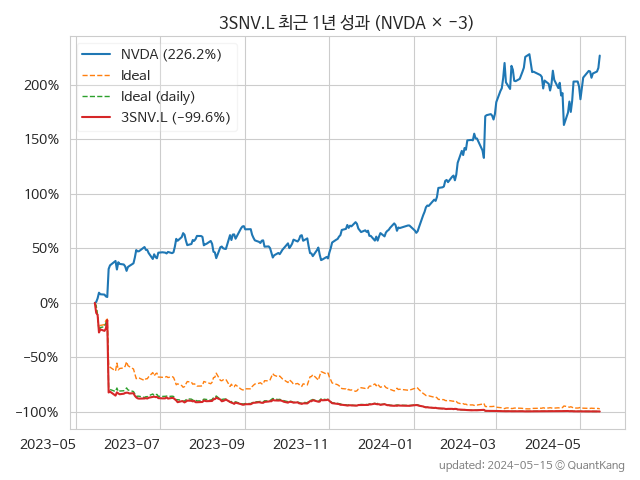 3SNV.L 최근 1년 성과 (NVDA × −3)
NVDA (226.2%)
Ideal
Ideal (daily)
3SNV.L (−99.6%)
200%
150%
100%
50%
0%
−50%
−100%
2023-05
2023-07
2023-09
2023-11
2024-01
2024-03
2024-05
updated: 2024-05-15 © QuantKang